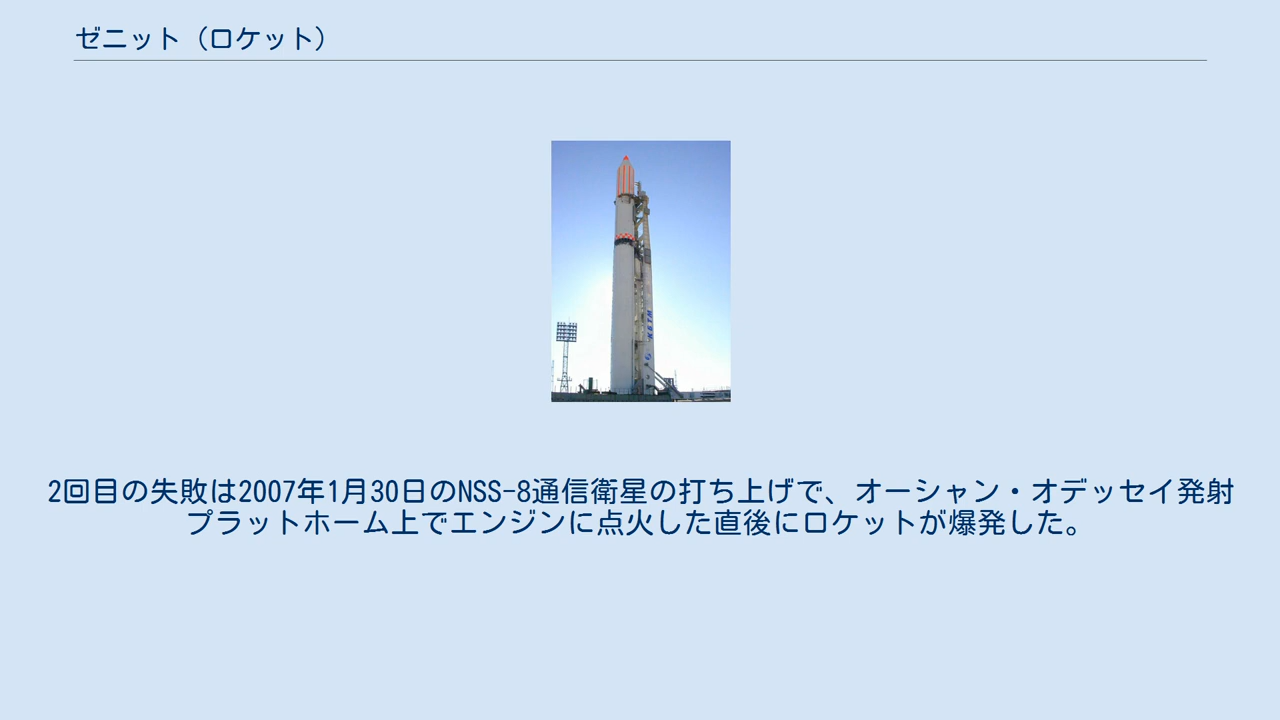 ゼニット（ロケット）
2回目の失敗は2007年1月30日のNSS-8通信衛星の打ち上げで、オーシャン・オデッセイ発射
プラットホーム上でエンジンに点火した直後にロケットが爆発した。